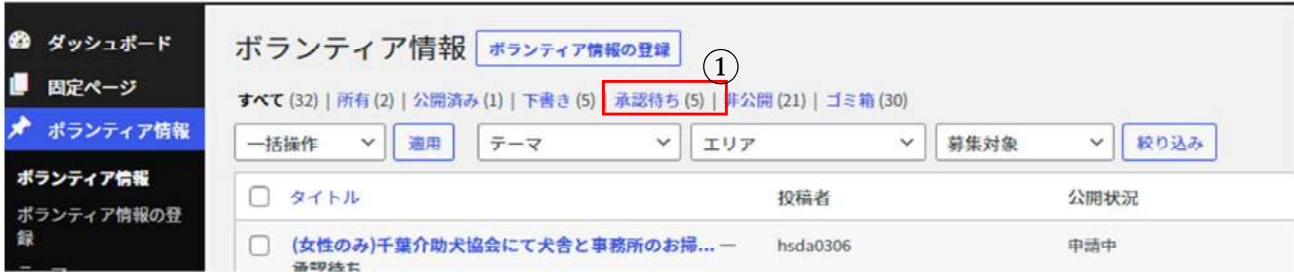 ダッシュボード
固定ページ
ボランティア情報
ボランティア情報
ボランティア情報の登
録
ボランティア情報 ボランティア情報の登録
①
すべて (32) | 所有 (2) | 公開済み (1) | 下書き (5) | 承認待ち (5) | 非公開 (21) | ゴミ箱 (30)
一括操作 適用 テーマ エリア 募集対象 絞り込み
タイトル 投稿者 公開状況
(女性のみ)千葉介助犬協会にて犬舎と事務所のお掃... — hsda0306 申請中
承認待ち